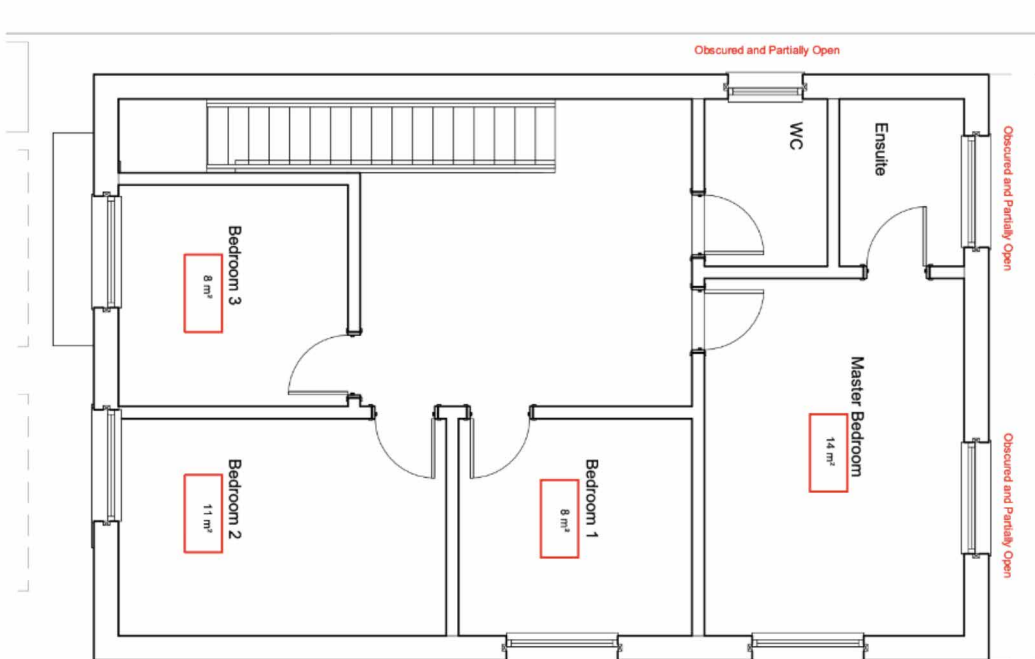 Obscured and Partially Open
WC
Ensuite
Obscured and Partially Open
Bedroom 3
8 m²
Master Bedroom
14 m²
Obscured and Partially Open
Bedroom 2
11 m²
Bedroom 1
8 m²